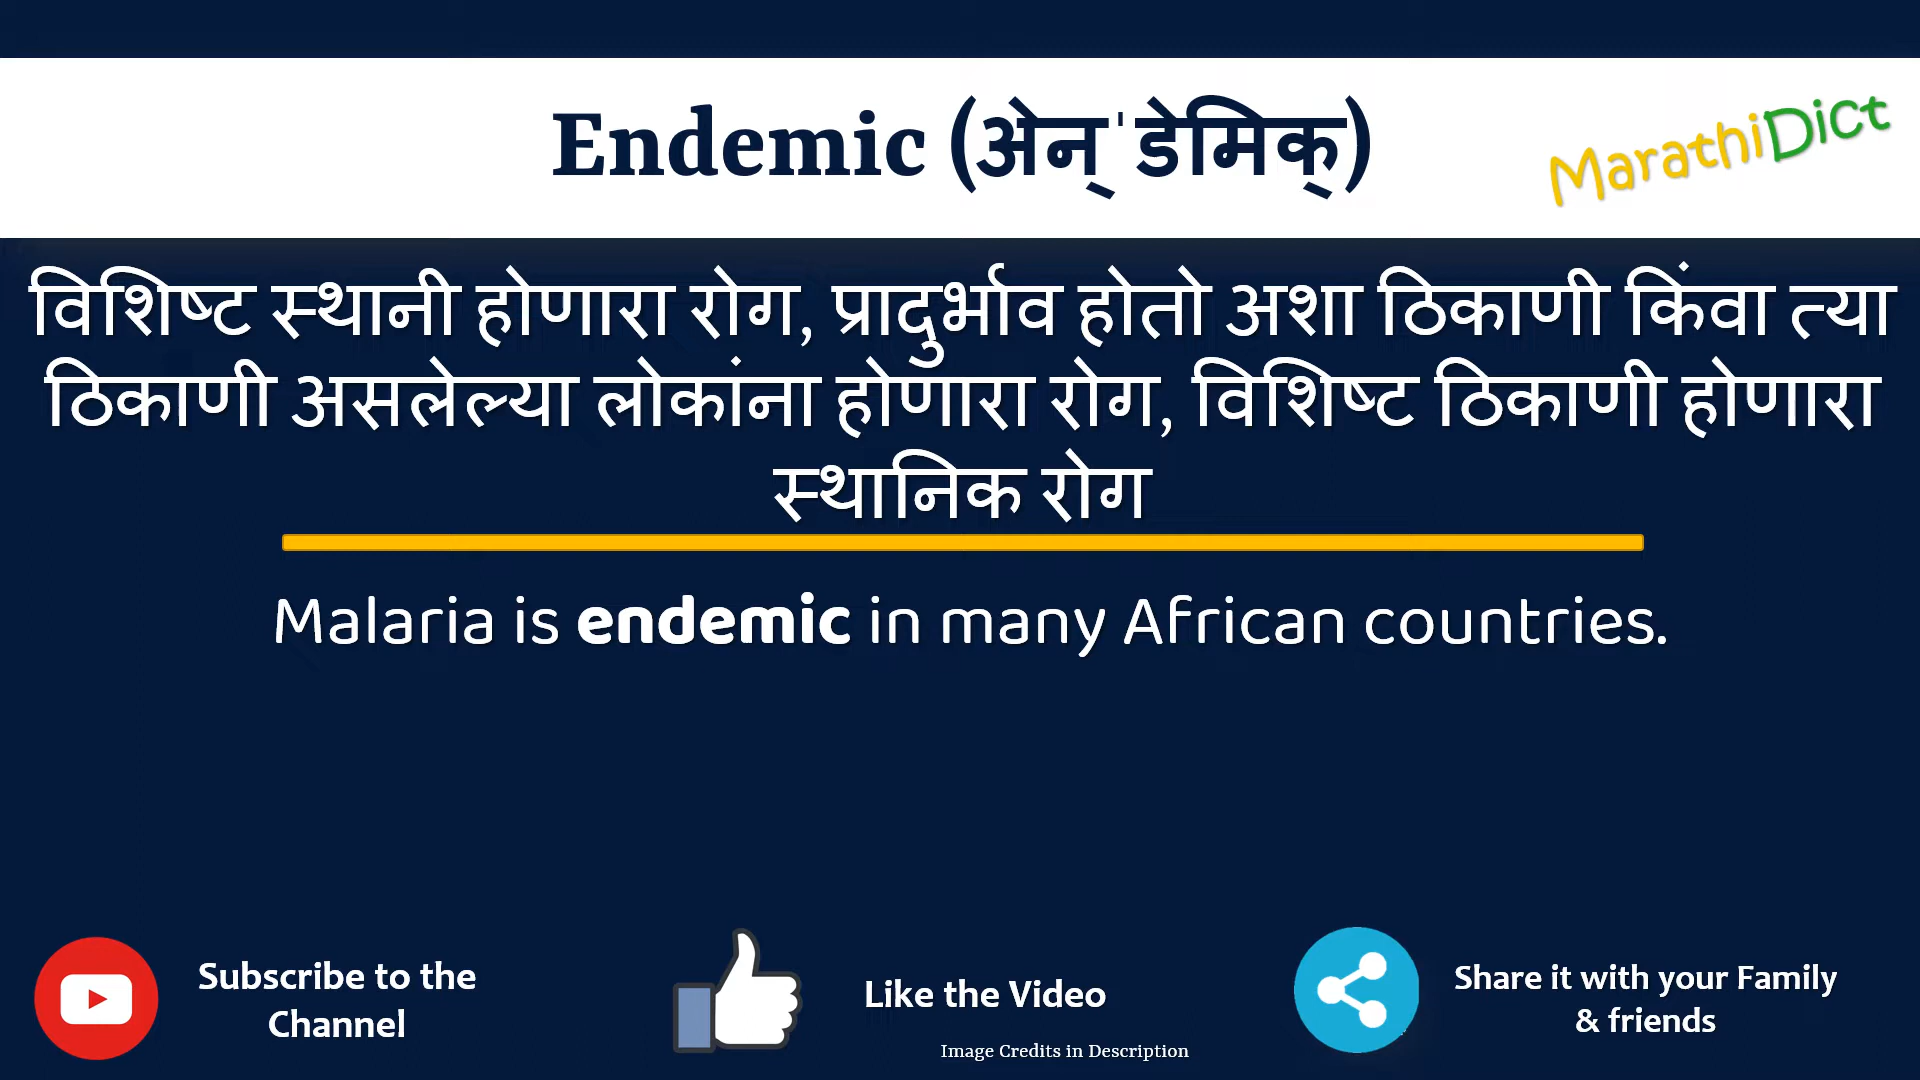 Endemic (अेन्ˈडेमिक्)
MarathiDict
विशिष्ट स्थानी होणारा रोग, प्रादुर्भाव होतो अशा ठिकाणी किंवा त्या
ठिकाणी असलेल्या लोकांना होणारा रोग, विशिष्ट ठिकाणी होणारा
स्थानिक रोग
Malaria is endemic in many African countries.
Subscribe to the
Channel
Like the Video
Share it with your Family
& friends
Image Credits in Description